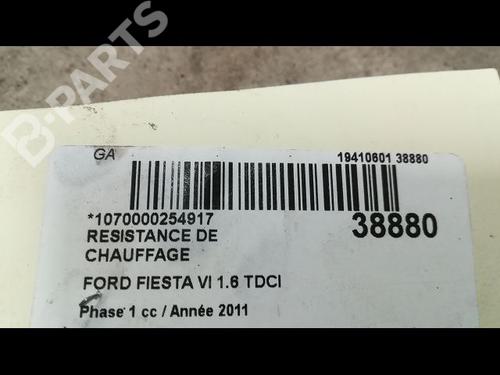 B-PARTS
GA
19410601 38880
*1070000254917
38880
RESISTANCE DE
CHAUFFAGE
FORD FIESTA VI 1.6 TDCI
Phase 1 cc / Année 2011